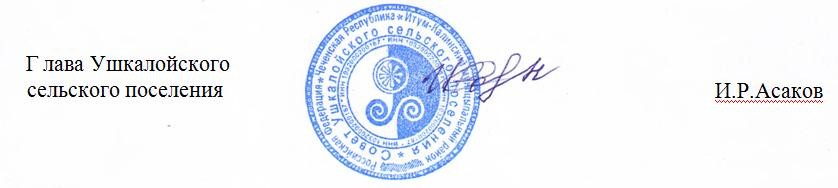 Г лава Ушкалойского
сельского поселения
И.Р.Асаков
Российская Федерация * Чеченская Республика * Итум-Калинский муниципальный район
Совет Ушкалойского сельского поселения